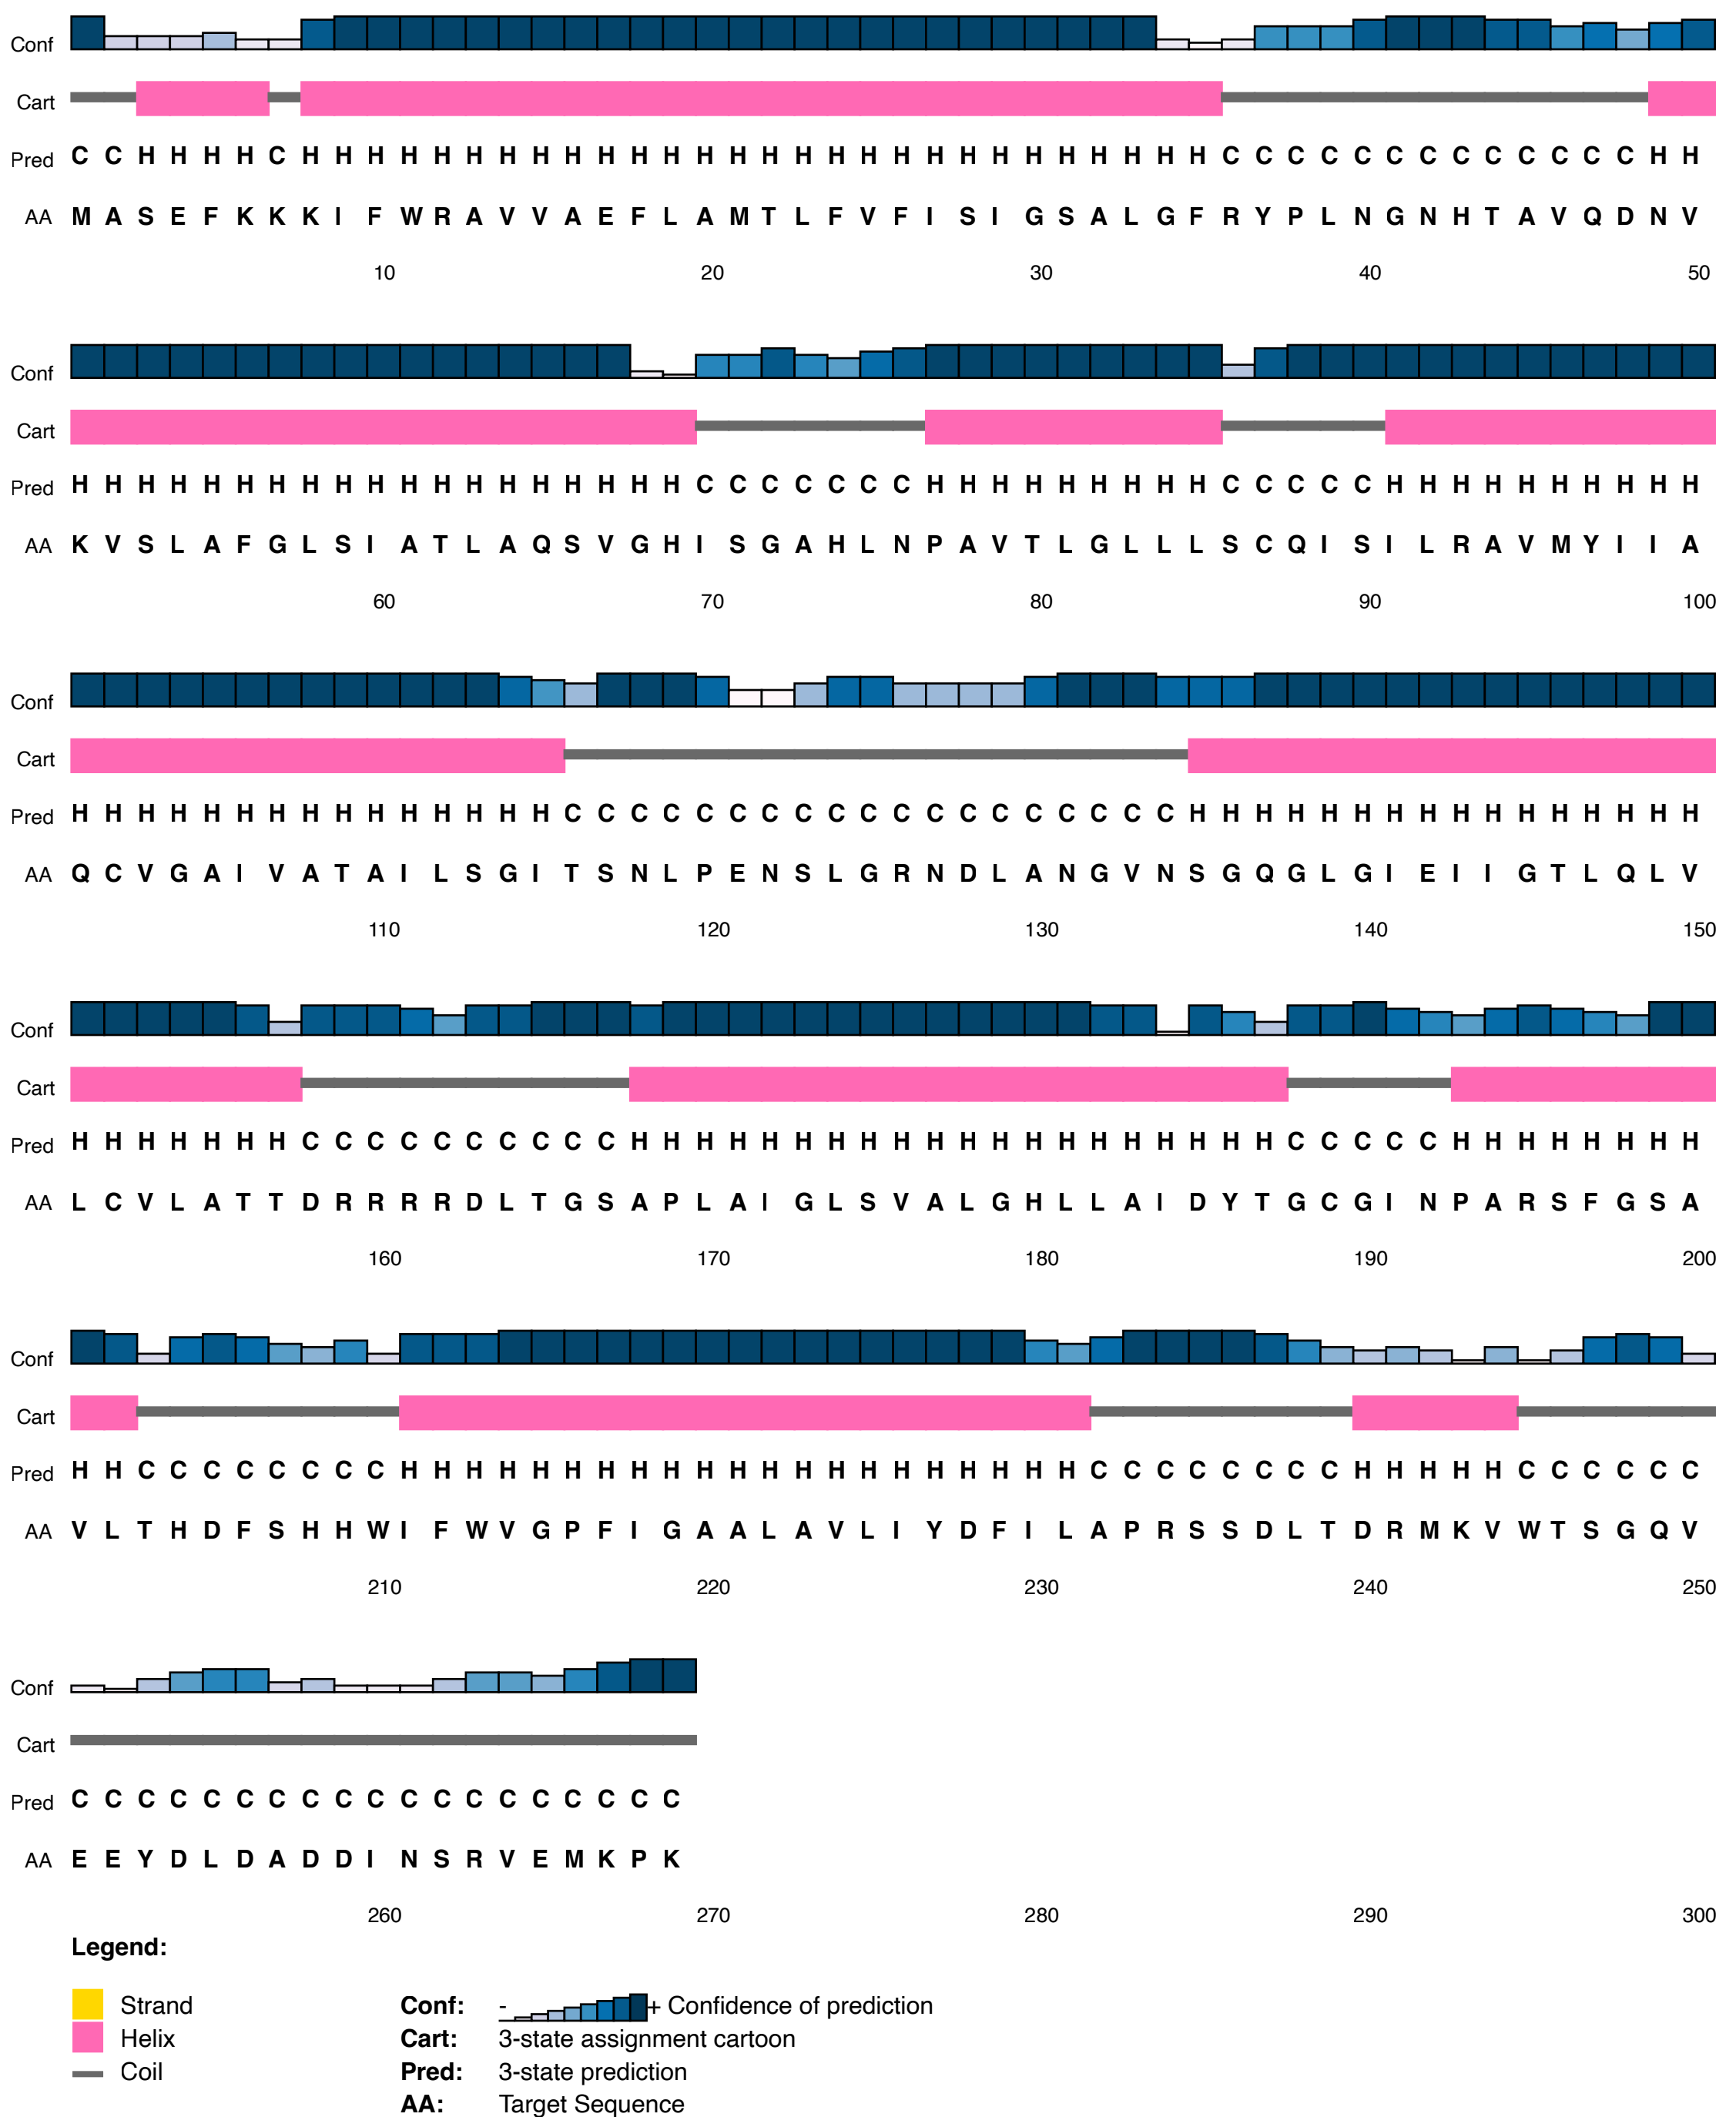 Conf
Cart
Pred C C H H H H C H H H H H H H H H H H H H H H H H H H H H H H H H H H H C C C C C C C C C C C C C H H
AA M A S E F K K K I F W R A V V A E F L A M T L F V F I S I G S A L G F R Y P L N G N H T A V Q D N V
10 20 30 40 50
Conf
Cart
Pred H H H H H H H H H H H H H H H H H H H C C C C C C C H H H H H H H H H C C C C C H H H H H H H H H H
AA K V S L A F G L S I A T L A Q S V G H I S G A H L N P A V T L G L L L S C Q I S I L R A V M Y I I A
60 70 80 90 100
Conf
Cart
Pred H H H H H H H H H H H H H H H C C C C C C C C C C C C C C C C C C C H H H H H H H H H H H H H H H H
AA Q C V G A I V A T A I L S G I T S N L P E N S L G R N D L A N G V N S G Q G L G I E I I G T L Q L V
110 120 130 140 150
Conf
Cart
Pred H H H H H H H C C C C C C C C C C H H H H H H H H H H H H H H H H H H H H C C C C C H H H H H H H H
AA L C V L A T T D R R R R D L T G S A P L A I G L S V A L G H L L A I D Y T G C G I N P A R S F G S A
160 170 180 190 200
Conf
Cart
Pred H H C C C C C C C C H H H H H H H H H H H H H H H H H H H H H C C C C C C C C H H H H H C C C C C C
AA V L T H D F S H H W I F W V G P F I G A A L A V L I Y D F I L A P R S S D L T D R M K V W T S G Q V
210 220 230 240 250
Conf
Cart
Pred C C C C C C C C C C C C C C C C C C C
AA E E Y D L D A D D I N S R V E M K P K
260 270 280 290 300
Legend:
Strand Conf: - + Confidence of prediction
Helix Cart: 3-state assignment cartoon
Coil Pred: 3-state prediction
AA: Target Sequence